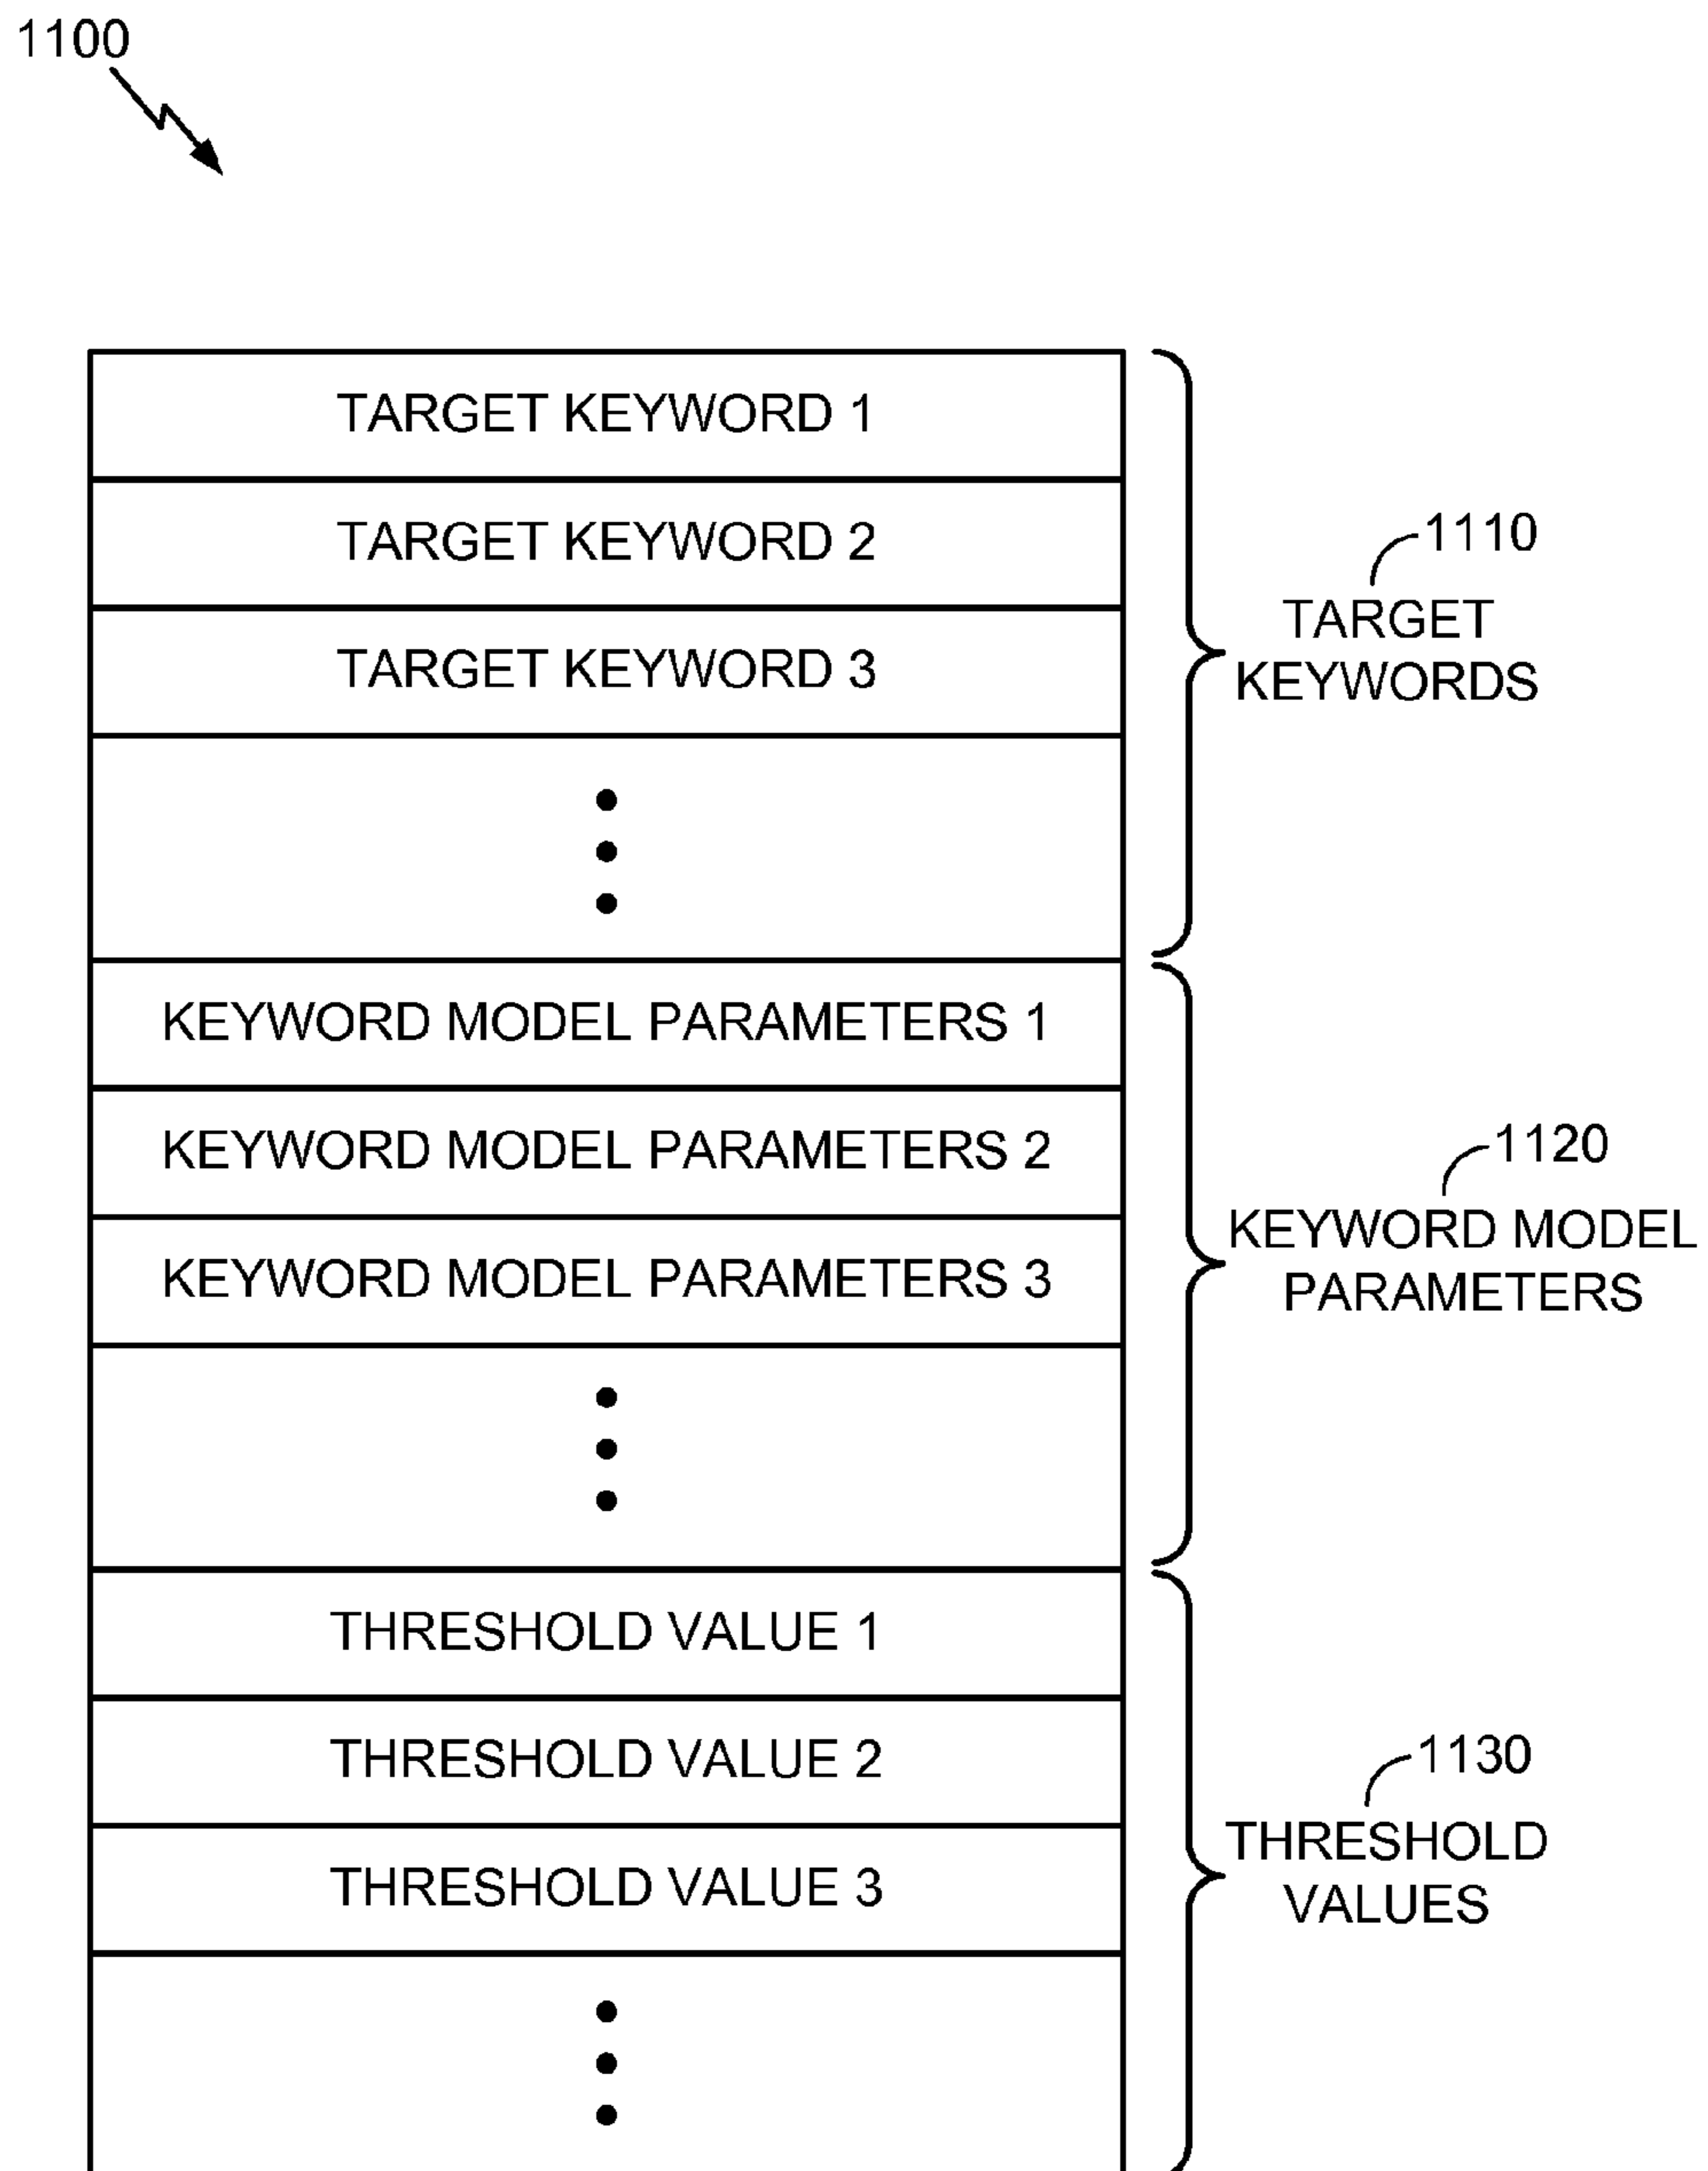 1100
TARGET KEYWORD 1
TARGET KEYWORD 2
TARGET KEYWORD 3
1110
TARGET
KEYWORDS
KEYWORD MODEL PARAMETERS 1
KEYWORD MODEL PARAMETERS 2
KEYWORD MODEL PARAMETERS 3
1120
KEYWORD MODEL
PARAMETERS
THRESHOLD VALUE 1
THRESHOLD VALUE 2
THRESHOLD VALUE 3
1130
THRESHOLD
VALUES